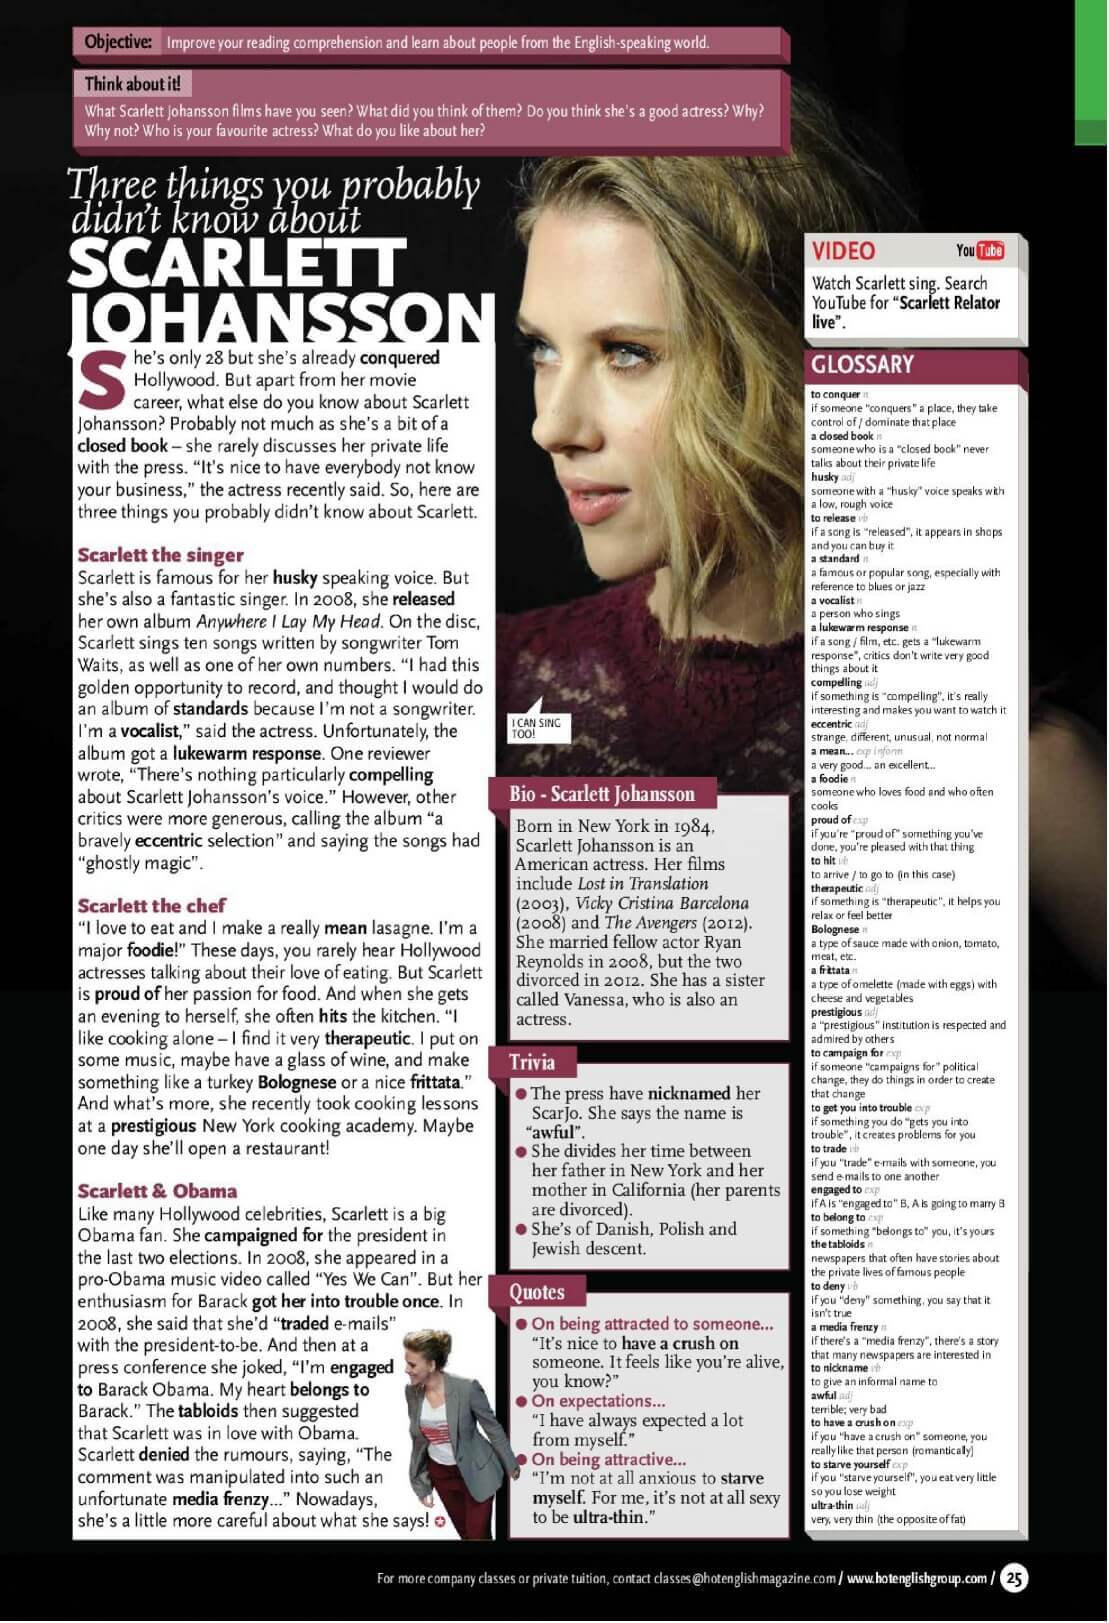 Objective: Improve your reading comprehension and learn about people from the English-speaking world.
Think about it!
What Scarlett Johansson films have you seen? What did you think of them? Do you think she's a good actress? Why?
Why not? Who is your favourite actress? What do you like about her?
Three things you probably
didn't know about
SCARLETT
JOHANSSON
She's only 28 but she's already conquered
Hollywood. But apart from her movie
career, what else do you know about Scarlett
Johansson? Probably not much as she's a bit of a
closed book – she rarely discusses her private life
with the press. “It's nice to have everybody not know
your business,” the actress recently said. So, here are
three things you probably didn't know about Scarlett.
Scarlett the singer
Scarlett is famous for her husky speaking voice. But
she's also a fantastic singer. In 2008, she released
her own album Anywhere I Lay My Head. On the disc,
Scarlett sings ten songs written by songwriter Tom
Waits, as well as one of her own numbers. “I had this
golden opportunity to record, and thought I would do
an album of standards because I'm not a songwriter.
I'm a vocalist,” said the actress. Unfortunately, the
album got a lukewarm response. One reviewer
wrote, “There's nothing particularly compelling
about Scarlett Johansson's voice.” However, other
critics were more generous, calling the album “a
bravely eccentric selection” and saying the songs had
“ghostly magic”.
Scarlett the chef
“I love to eat and I make a really mean lasagne. I'm a
major foodie!” These days, you rarely hear Hollywood
actresses talking about their love of eating. But Scarlett
is proud of her passion for food. And when she gets
an evening to herself, she often hits the kitchen. “I
like cooking alone – I find it very therapeutic. I put on
some music, maybe have a glass of wine, and make
something like a turkey Bolognese or a nice frittata.”
And what's more, she recently took cooking lessons
at a prestigious New York cooking academy. Maybe
one day she'll open a restaurant!
Scarlett & Obama
Like many Hollywood celebrities, Scarlett is a big
Obama fan. She campaigned for the president in
the last two elections. In 2008, she appeared in a
pro-Obama music video called “Yes We Can”. But her
enthusiasm for Barack got her into trouble once. In
2008, she said that she'd “traded e-mails”
with the president-to-be. And then at a
press conference she joked, “I'm engaged
to Barack Obama. My heart belongs to
Barack.” The tabloids then suggested
that Scarlett was in love with Obama.
Scarlett denied the rumours, saying, “The
comment was manipulated into such an
unfortunate media frenzy...” Nowadays,
she's a little more careful about what she says!
I CAN SING
TOO!
Bio - Scarlett Johansson
Born in New York in 1984,
Scarlett Johansson is an
American actress. Her films
include Lost in Translation
(2003), Vicky Cristina Barcelona
(2008) and The Avengers (2012).
She married fellow actor Ryan
Reynolds in 2008, but the two
divorced in 2012. She has a sister
called Vanessa, who is also an
actress.
Trivia
● The press have nicknamed her
ScarJo. She says the name is
“awful”.
● She divides her time between
her father in New York and her
mother in California (her parents
are divorced).
● She's of Danish, Polish and
Jewish descent.
Quotes
● On being attracted to someone...
“It's nice to have a crush on
someone. It feels like you're alive,
you know?”
● On expectations...
“I have always expected a lot
from myself.”
● On being attractive...
“I'm not at all anxious to starve
myself. For me, it's not at all sexy
to be ultra-thin.”
VIDEO YouTube
Watch Scarlett sing. Search
YouTube for “Scarlett Relator
live”.
GLOSSARY
to conquer n
if someone “conquers” a place, they take
control of / dominate that place
a closed book n
someone who is a “closed book” never
talks about their private life
husky adj
someone with a “husky” voice speaks with
a low, rough voice
to release vb
if a song is “released”, it appears in shops
and you can buy it
a standard n
a famous or popular song, especially with
reference to blues or jazz
a vocalist n
a person who sings
a lukewarm response n
if a song / film, etc. gets a “lukewarm
response”, critics don't write very good
things about it
compelling adj
if something is “compelling”, it's really
interesting and makes you want to watch it
eccentric adj
strange, different, unusual, not normal
a mean... exp inform
a very good... an excellent...
a foodie n
someone who loves food and who often
cooks
proud of exp
if you're “proud of” something you've
done, you're pleased with that thing
to hit vb
to arrive / to go to (in this case)
therapeutic adj
if something is “therapeutic”, it helps you
relax or feel better
Bolognese n
a type of sauce made with onion, tomato,
meat, etc.
a frittata n
a type of omelette (made with eggs) with
cheese and vegetables
prestigious adj
a “prestigious” institution is respected and
admired by others
to campaign for exp
if someone “campaigns for” political
change, they do things in order to create
that change
to get you into trouble exp
if something you do “gets you into
trouble”, it creates problems for you
to trade vb
if you “trade” e-mails with someone, you
send e-mails to one another
engaged to exp
if A is “engaged to” B, A is going to marry B
to belong to exp
if something “belongs to” you, it's yours
the tabloids n
newspapers that often have stories about
the private lives of famous people
to deny vb
if you “deny” something, you say that it
isn't true
a media frenzy n
if there's a “media frenzy”, there's a story
that many newspapers are interested in
to nickname vb
to give an informal name to
awful adj
terrible; very bad
to have a crush on exp
if you “have a crush on” someone, you
really like that person (romantically)
to starve yourself exp
if you “starve yourself”, you eat very little
so you lose weight
ultra-thin adj
very, very thin (the opposite of fat)
For more company classes or private tuition, contact classes@hotenglishmagazine.com / www.hotenglishgroup.com / 25